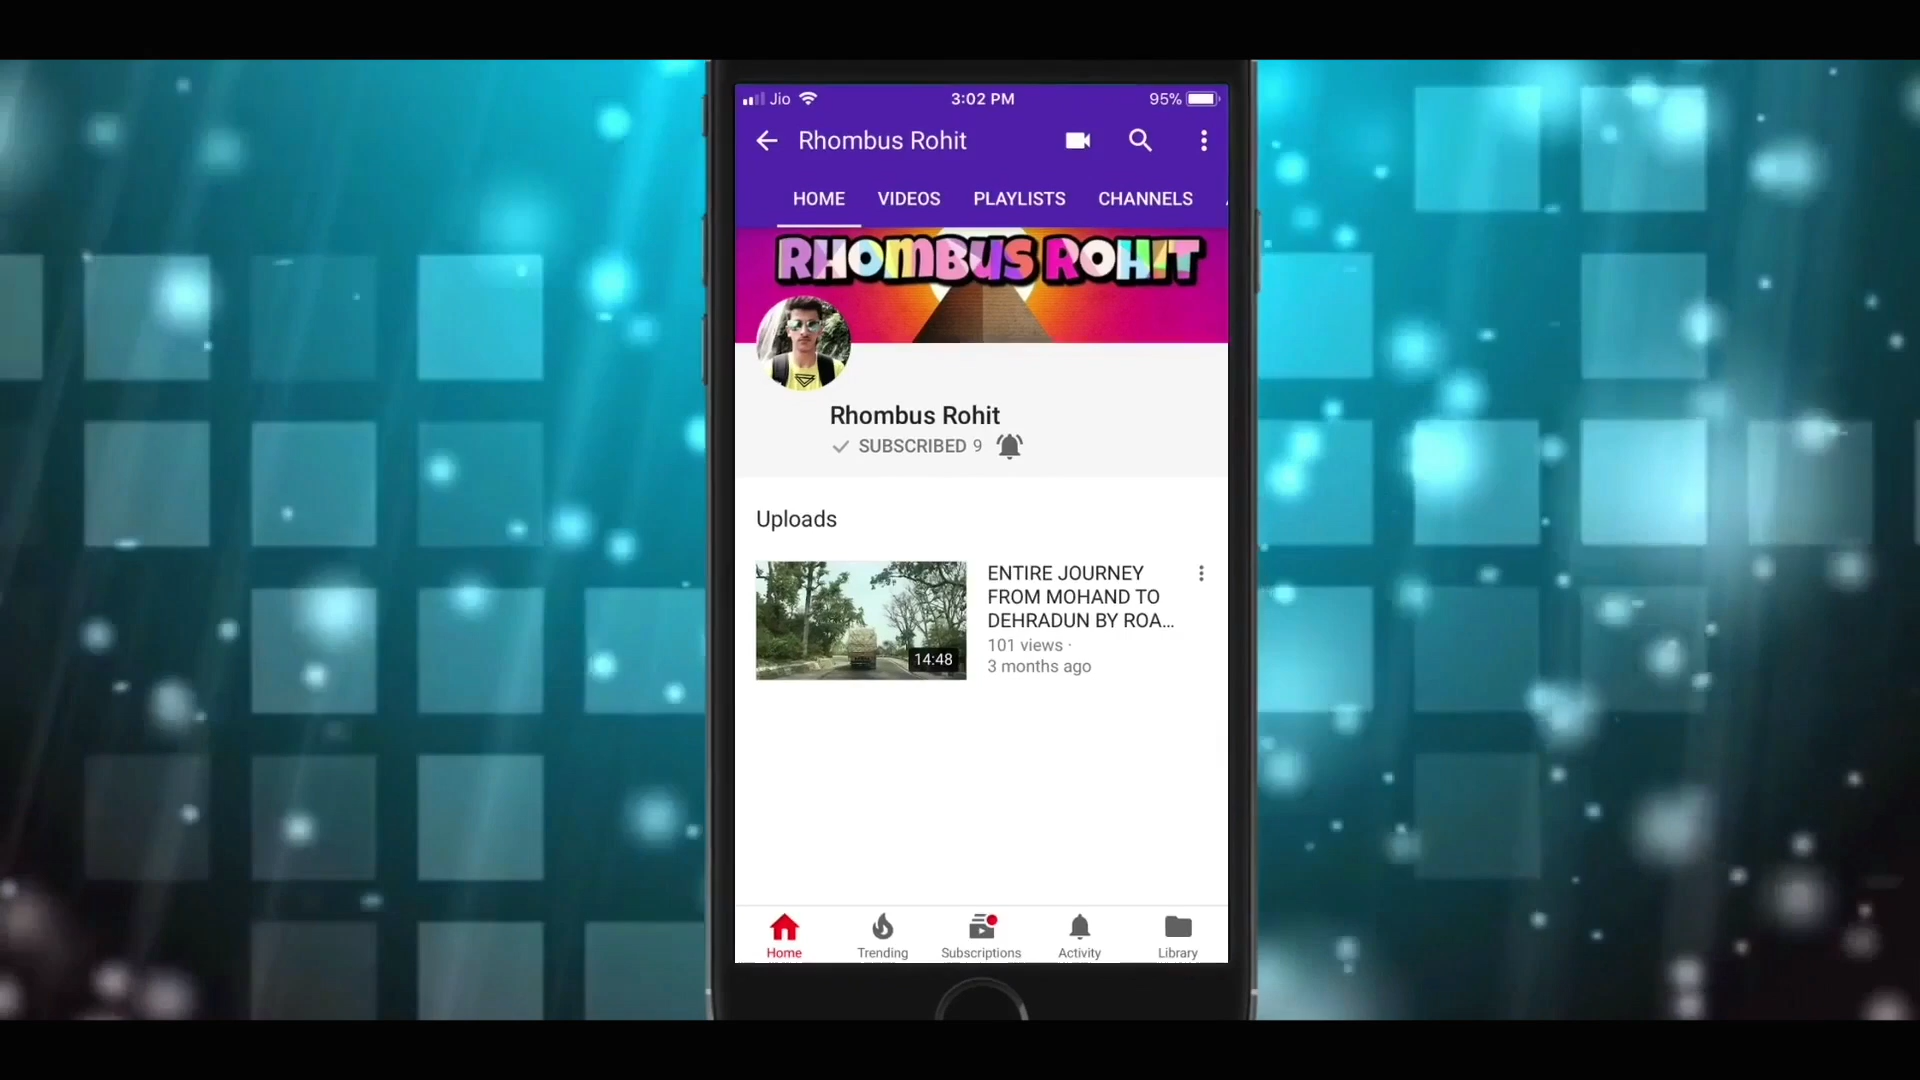 Jio 3:02 PM 95%
Rhombus Rohit
HOME VIDEOS PLAYLISTS CHANNELS
RHOMBUS ROHIT
Rhombus Rohit
SUBSCRIBED 9
Uploads
ENTIRE JOURNEY
FROM MOHAND TO
DEHRADUN BY ROA...
14:48
101 views ·
3 months ago
Home Trending Subscriptions Activity Library